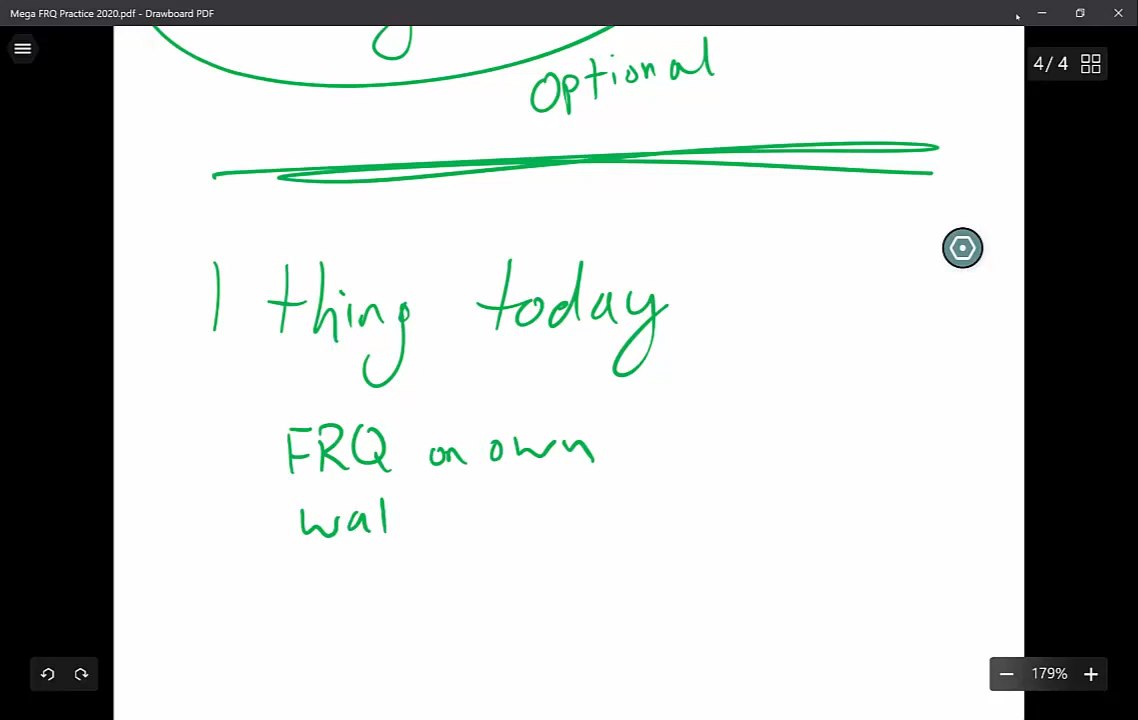 Mega FRQ Practice 2020.pdf - Drawboard PDF
4 / 4
Optional
1 thing today
FRQ on own
wal
179%